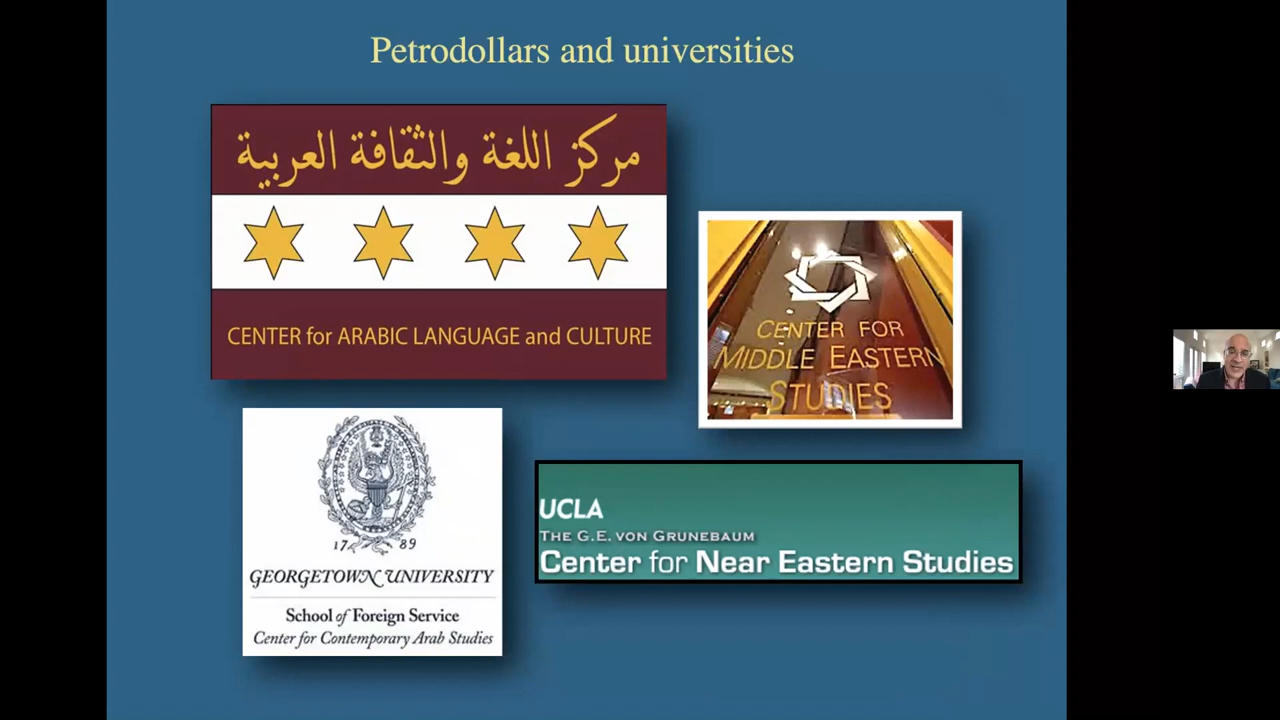 Petrodollars and universities
مركز اللغة والثقافة العربية
CENTER for ARABIC LANGUAGE and CULTURE
CENTER FOR
MIDDLE EASTERN
STUDIES
17 89
GEORGETOWN UNIVERSITY
School of Foreign Service
Center for Contemporary Arab Studies
UCLA
THE G.E. VON GRUNEBAUM
Center for Near Eastern Studies